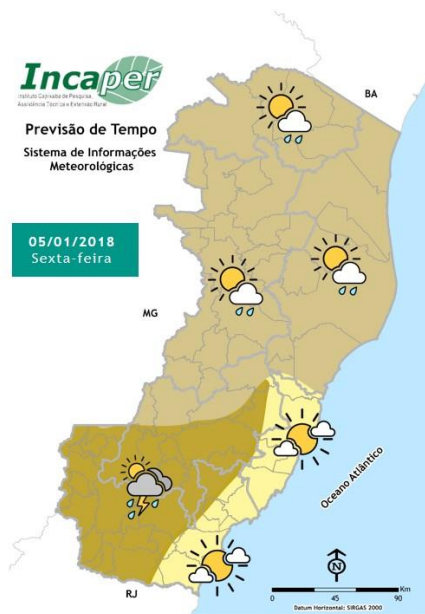 Incaper
Instituto Capixaba de Pesquisa,
Assistência Técnica e Extensão Rural
Previsão de Tempo
Sistema de Informações
Meteorológicas
05/01/2018
Sexta-feira
BA
MG
Oceano Atlântico
RJ
N
Km
0 45 90
Datum Horizontal: SIRGAS 2000